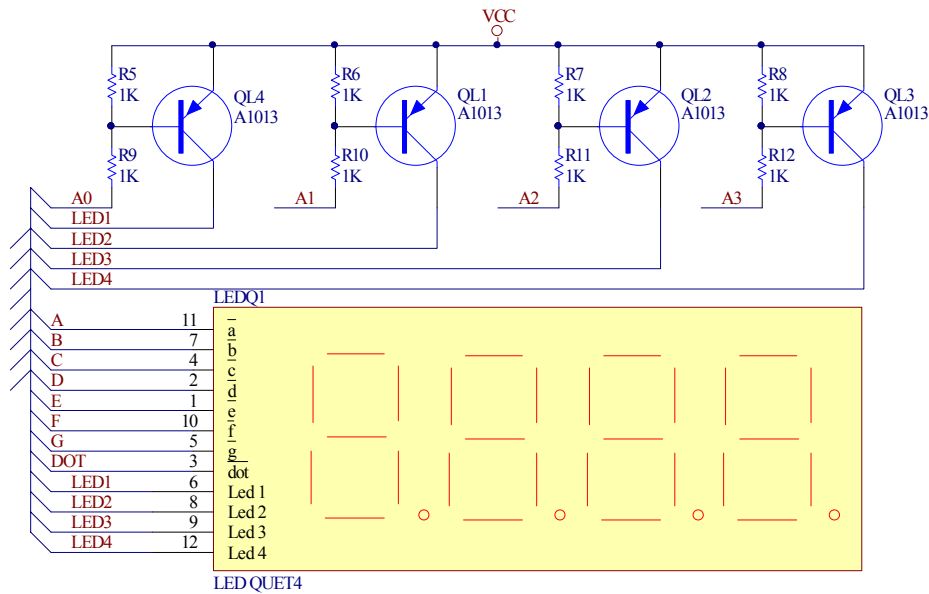 VCC
R5
1K
QL4
A1013
R6
1K
QL1
A1013
R7
1K
QL2
A1013
R8
1K
QL3
A1013
R9
1K
R10
1K
R11
1K
R12
1K
A0
A1
A2
A3
LED1
LED2
LED3
LED4
LEDQ1
A 11 a
B 7 b
C 4 c
D 2 d
E 1 e
F 10 f
G 5 g
DOT 3 dot
LED1 6 Led 1
LED2 8 Led 2
LED3 9 Led 3
LED4 12 Led 4
LED QUET4